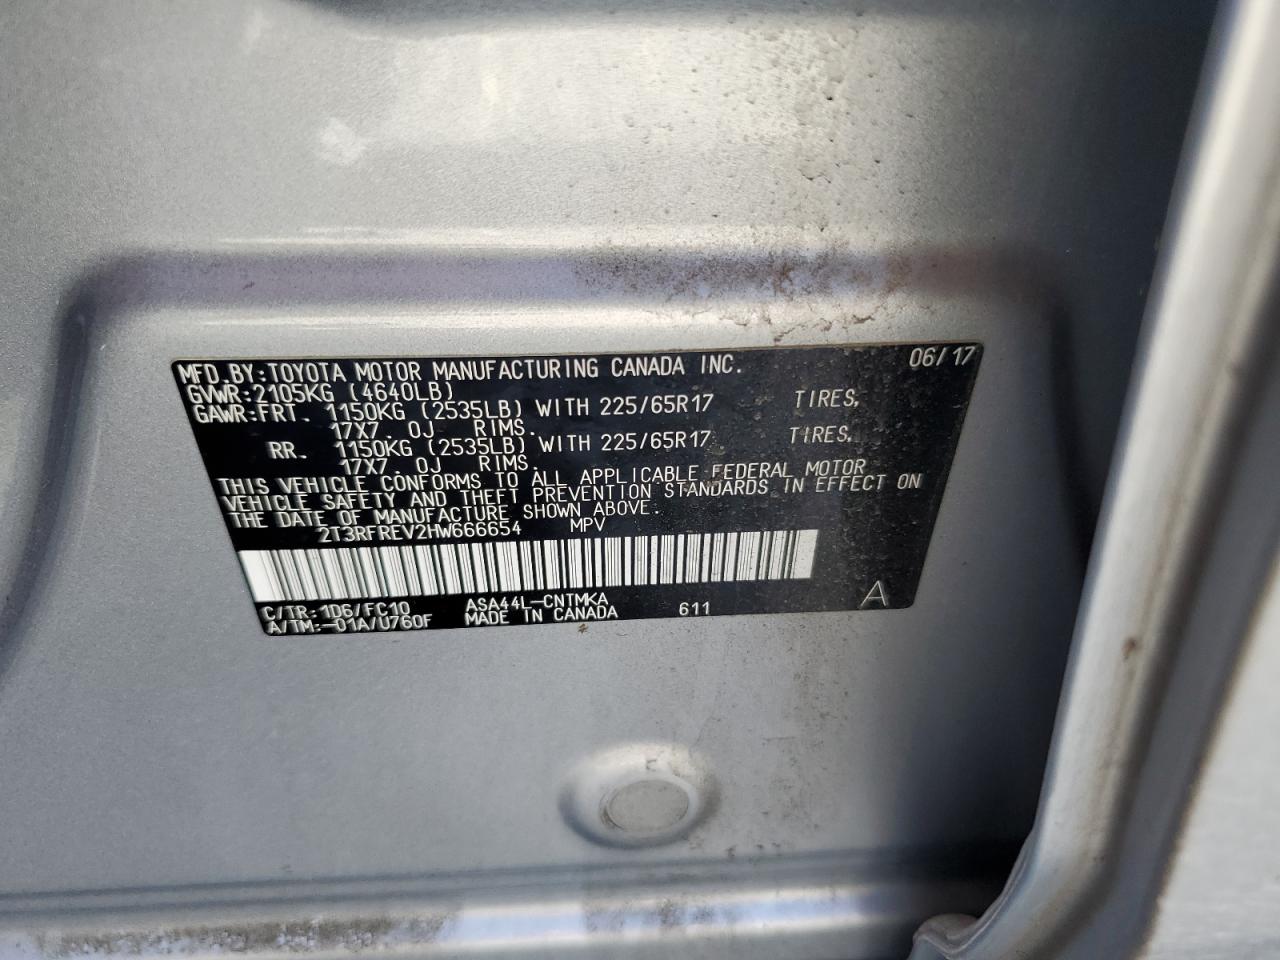 MFD.BY:TOYOTA MOTOR MANUFACTURING CANADA INC. 06/17
GVWR:2105KG (4640LB)
GAWR:FRT. 1150KG (2535LB) WITH 225/65R17 TIRES,
17X7.0J RIMS.
RR. 1150KG (2535LB) WITH 225/65R17 TIRES,
17X7.0J RIMS.
THIS VEHICLE CONFORMS TO ALL APPLICABLE FEDERAL MOTOR
VEHICLE SAFETY AND THEFT PREVENTION STANDARDS IN EFFECT ON
THE DATE OF MANUFACTURE SHOWN ABOVE.
2T3RFREV2HW666654 MPV
C/TR:1D6/FC10 ASA44L-CNTMKA 611 A
A/TM:-01A/U760F MADE IN CANADA